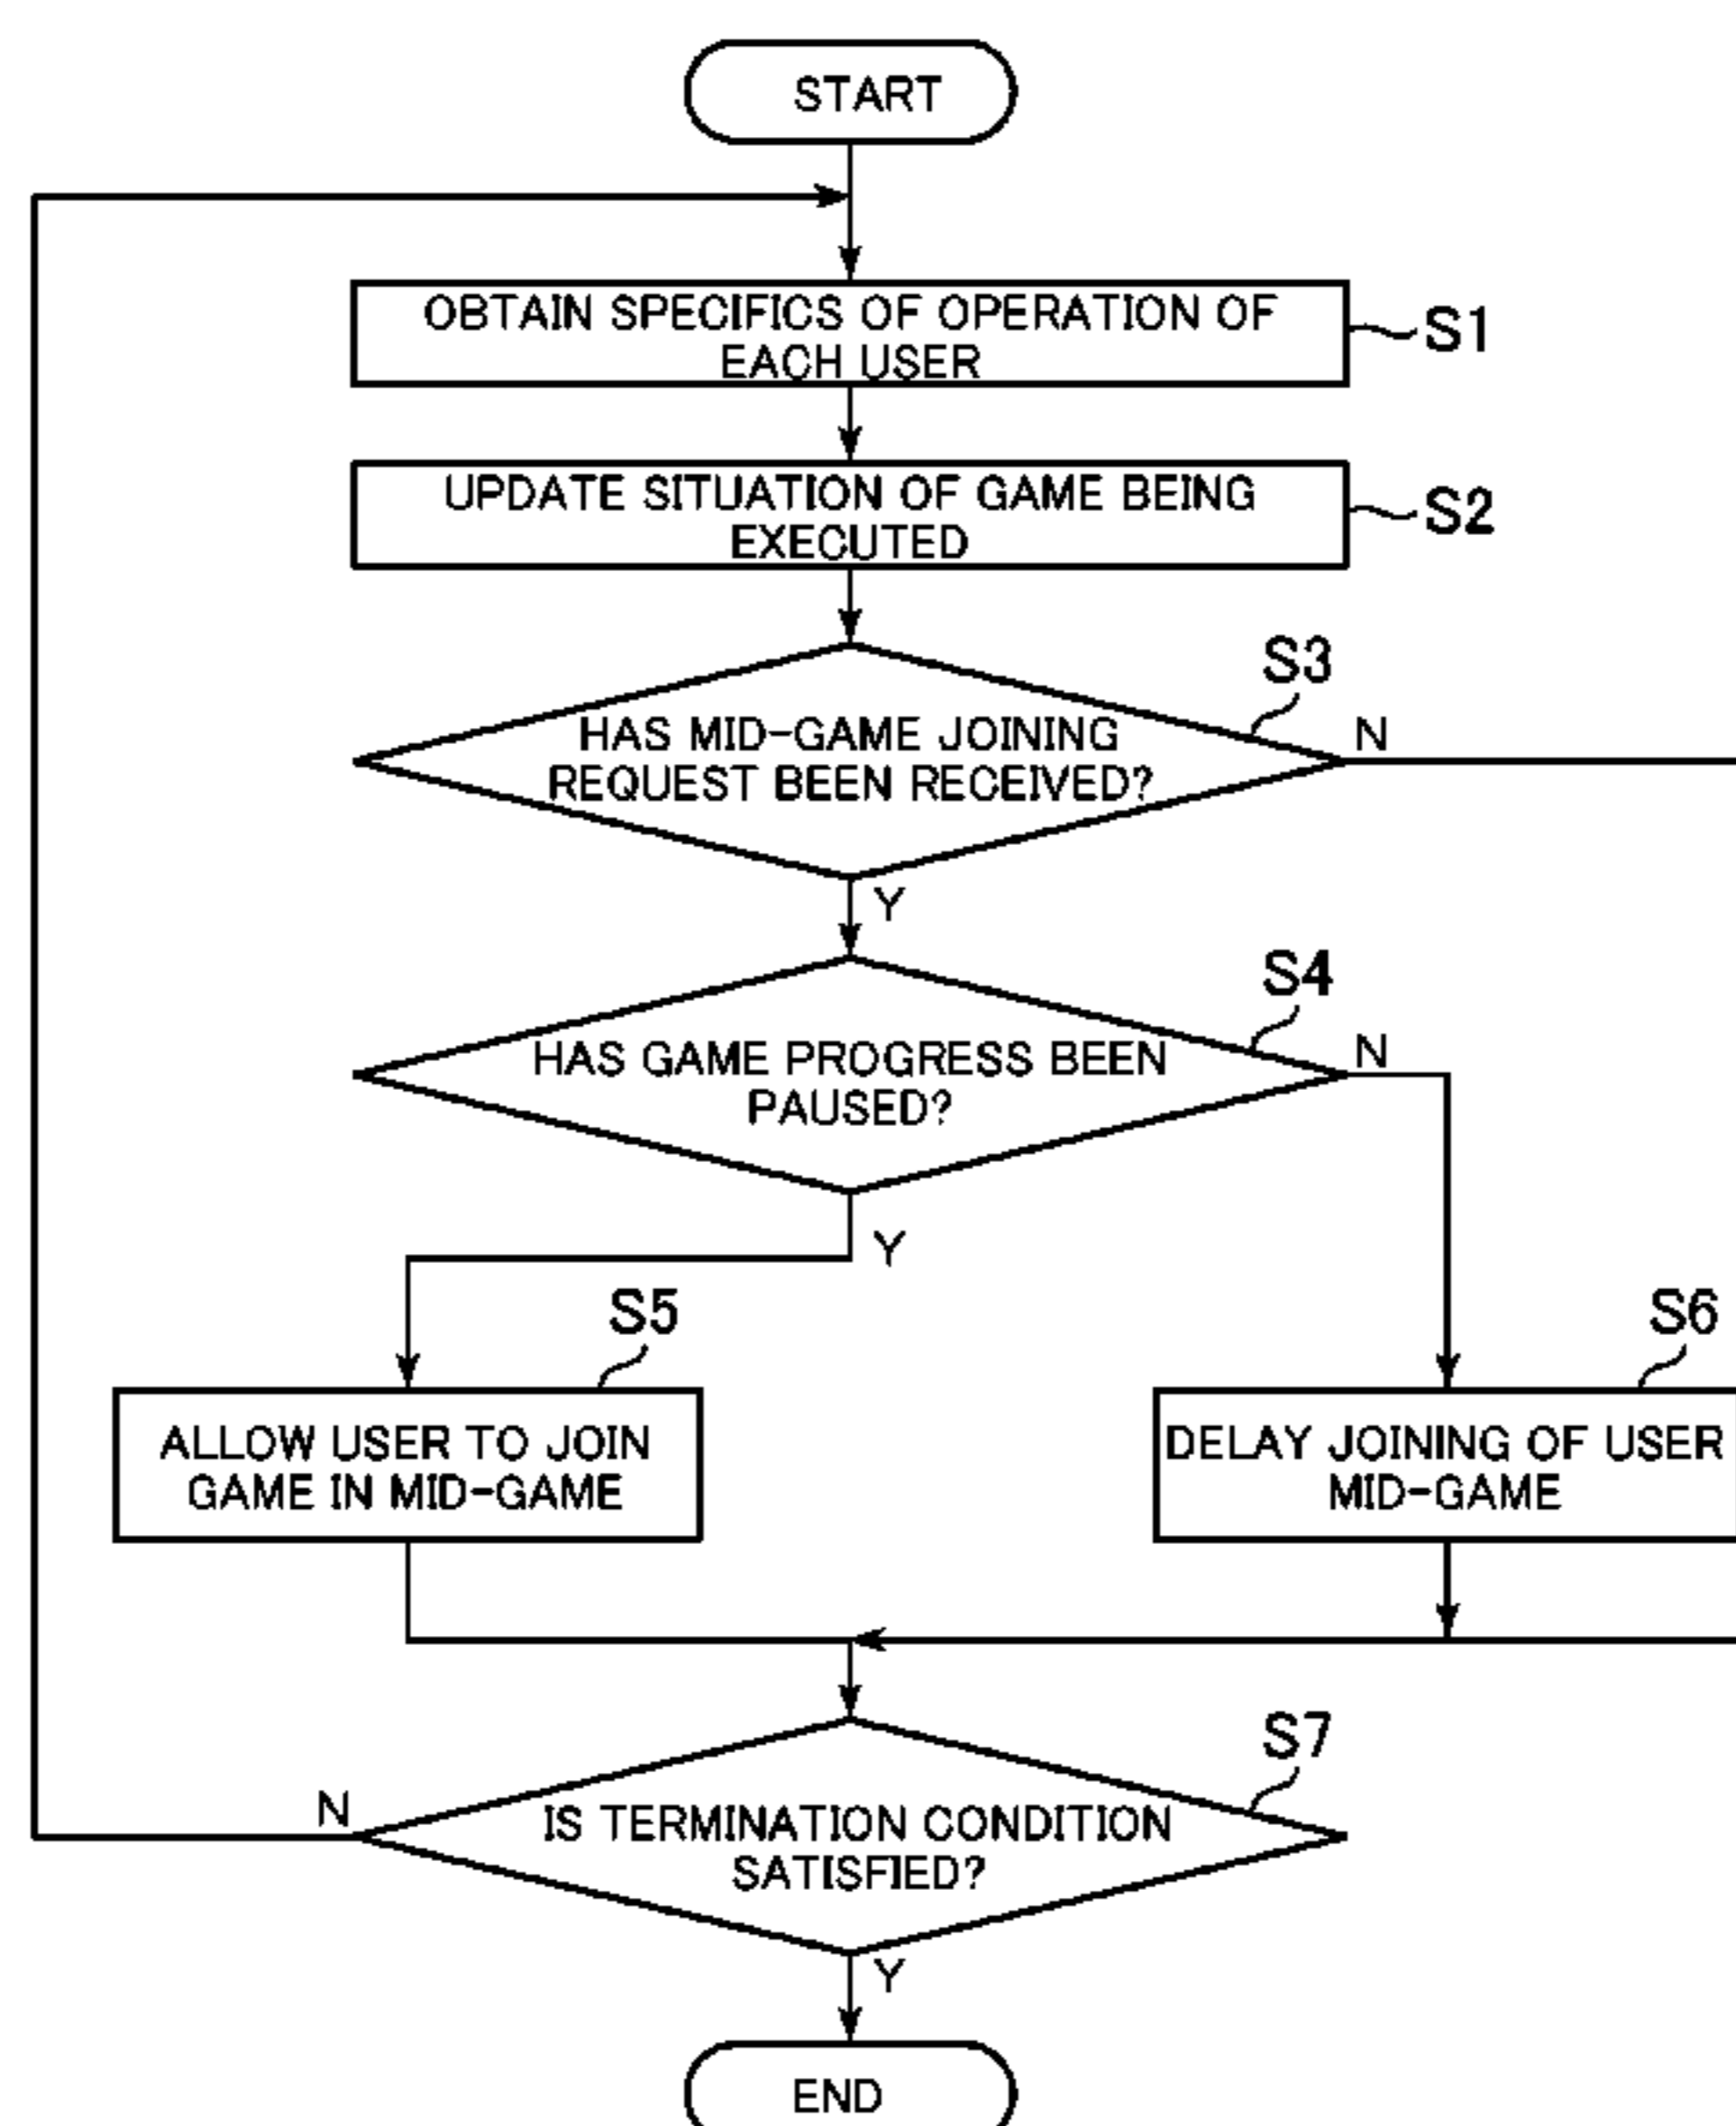 START
OBTAIN SPECIFICS OF OPERATION OF
EACH USER
S1
UPDATE SITUATION OF GAME BEING
EXECUTED
S2
S3
HAS MID-GAME JOINING
REQUEST BEEN RECEIVED?
N
Y
S4
HAS GAME PROGRESS BEEN
PAUSED?
N
Y
S5
ALLOW USER TO JOIN
GAME IN MID-GAME
S6
DELAY JOINING OF USER
MID-GAME
S7
N
IS TERMINATION CONDITION
SATISFIED?
Y
END